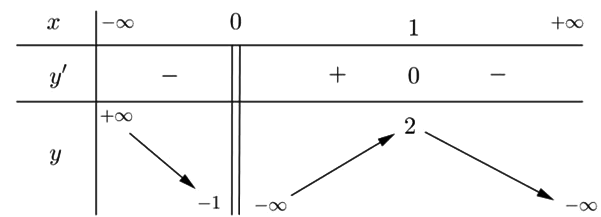 x −∞ 0 1 +∞
y′ − + 0 −
+∞ 2
y
−1 −∞ −∞